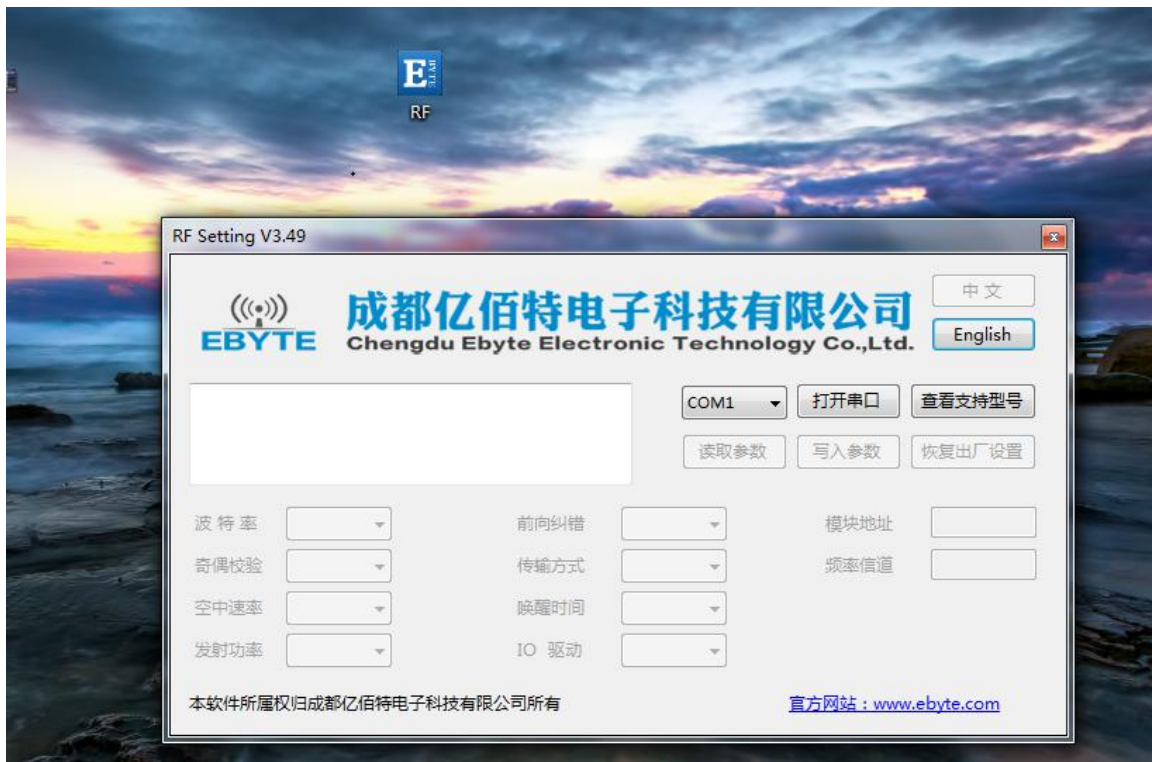 E BYTE
RF
RF Setting V3.49
中 文
EBYTE
成都亿佰特电子科技有限公司
Chengdu Ebyte Electronic Technology Co.,Ltd.
English
COM1 打开串口 查看支持型号
读取参数 写入参数 恢复出厂设置
波 特 率 前向纠错 模块地址
奇偶校验 传输方式 频率信道
空中速率 唤醒时间
发射功率 IO 驱动
本软件所属权归成都亿佰特电子科技有限公司所有 官方网站：www.ebyte.com